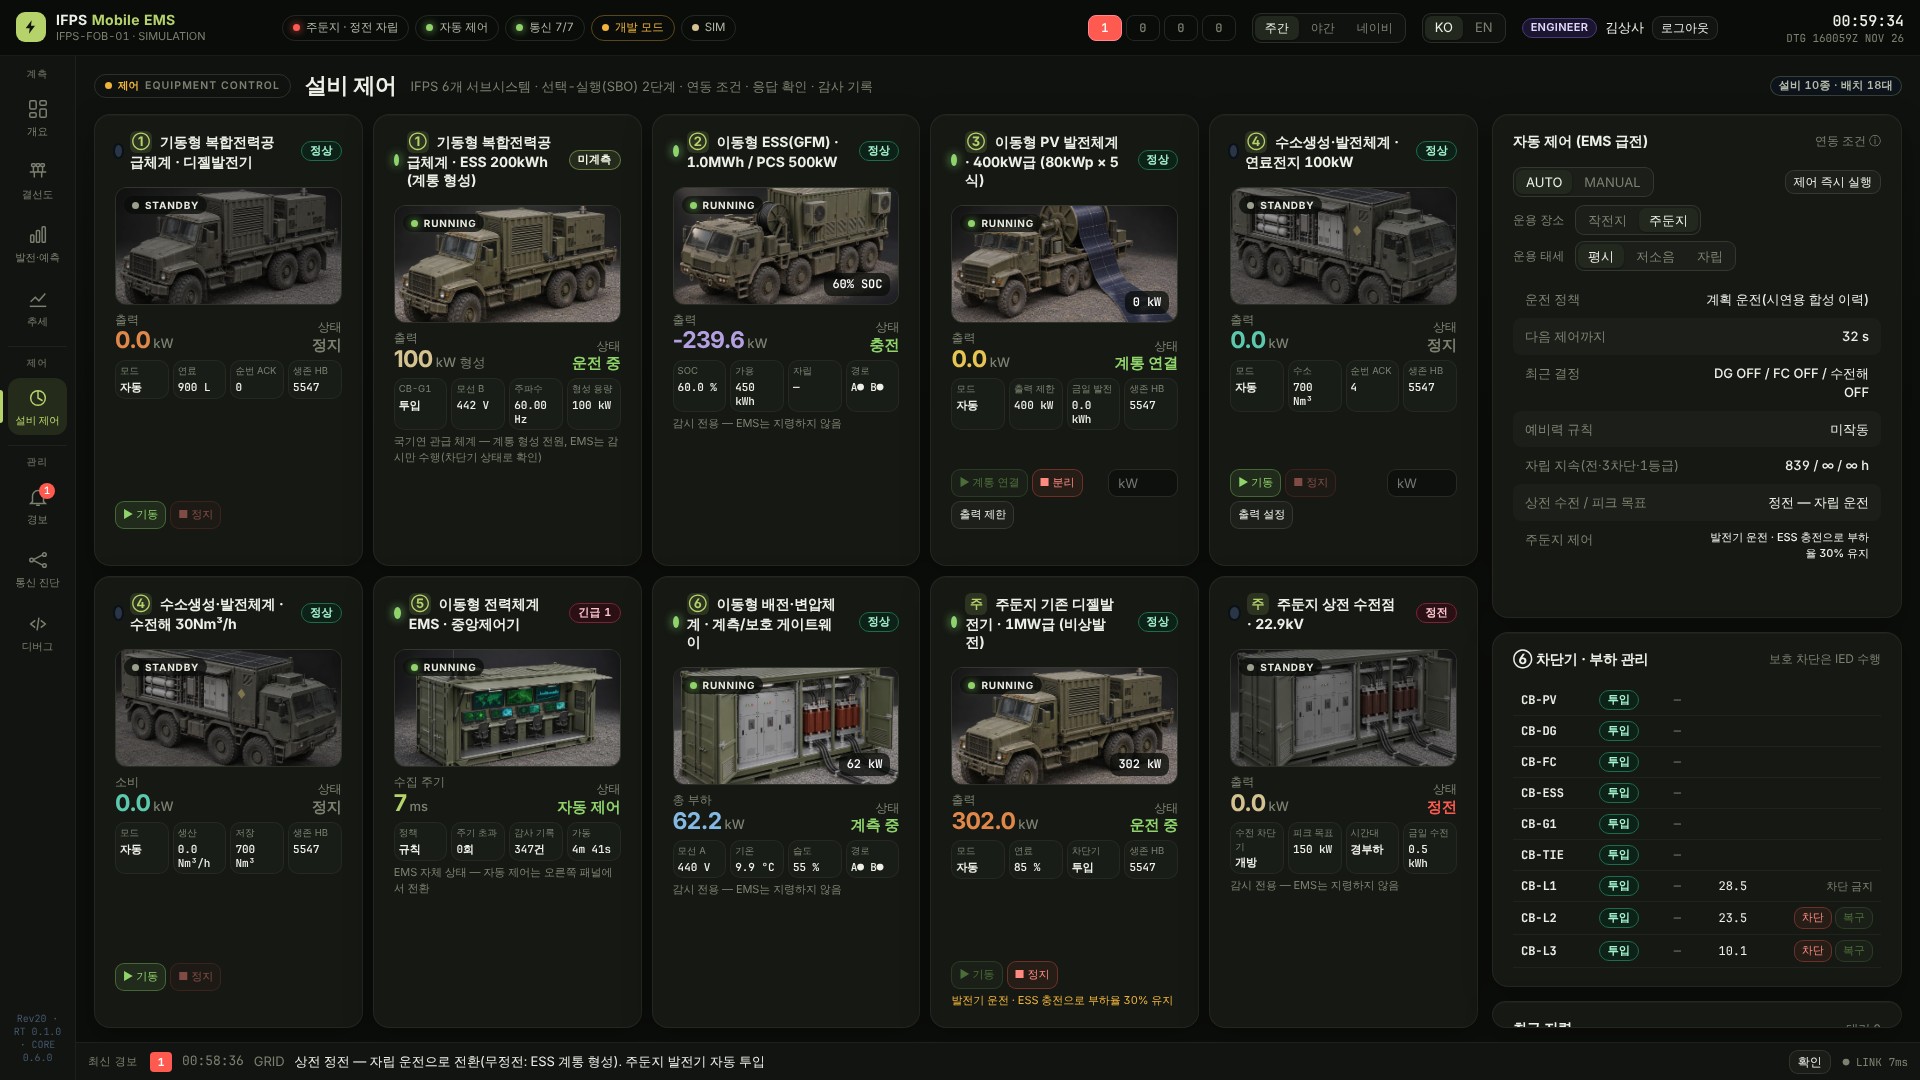 IFPS Mobile EMS
IFPS-FOB-01 · SIMULATION
주둔지 · 정전 자립
자동 제어
통신 7/7
개발 모드
SIM
1
0
0
0
주간
야간
네이비
KO
EN
ENGINEER
김상사
로그아웃
00:59:34
DTG 160059Z NOV 26
계측
개요
결선도
발전·예측
추세
제어
설비 제어
관리
1
경보
통신 진단
디버그
Rev20 ·
RT 0.1.0
· CORE
0.6.0
제어 EQUIPMENT CONTROL
설비 제어
IFPS 6개 서브시스템 · 선택-실행(SBO) 2단계 · 연동 조건 · 응답 확인 · 감사 기록
설비 10종 · 배치 18대
① 기동형 복합전력공
급체계 · 디젤발전기
정상
STANDBY
출력
0.0 kW
상태
정지
모드
자동
연료
900 L
순번 ACK
0
생존 HB
5547
▶ 기동
■ 정지
① 기동형 복합전력공
급체계 · ESS 200kWh
(계통 형성)
미계측
RUNNING
출력
100 kW 형성
상태
운전 중
CB-G1
투입
모선 B
442 V
주파수
60.00
Hz
형성 용량
100 kW
국기연 관급 체계 — 계통 형성 전원, EMS는 감
시만 수행(차단기 상태로 확인)
② 이동형 ESS(GFM) ·
1.0MWh / PCS 500kW
정상
RUNNING
60% SOC
출력
-239.6 kW
상태
충전
SOC
60.0 %
가용
450
kWh
자립
—
경로
A● B●
감시 전용 — EMS는 지령하지 않음
③ 이동형 PV 발전체계
· 400kW급 (80kWp × 5
식)
정상
RUNNING
0 kW
출력
0.0 kW
상태
계통 연결
모드
자동
출력 제한
400 kW
금일 발전
0.0
kWh
생존 HB
5547
▶ 계통 연결
■ 분리
kW
출력 제한
④ 수소생성·발전체계 ·
연료전지 100kW
정상
STANDBY
출력
0.0 kW
상태
정지
모드
자동
수소
700
Nm³
순번 ACK
4
생존 HB
5547
▶ 기동
■ 정지
kW
출력 설정
④ 수소생성·발전체계 ·
수전해 30Nm³/h
정상
STANDBY
소비
0.0 kW
상태
정지
모드
자동
생산
0.0
Nm³/h
저장
700
Nm³
생존 HB
5547
▶ 기동
■ 정지
⑤ 이동형 전력체계
EMS · 중앙제어기
긴급 1
RUNNING
수집 주기
7 ms
상태
자동 제어
정책
규칙
주기 초과
0회
감사 기록
347건
가동
4m 41s
EMS 자체 상태 — 자동 제어는 오른쪽 패널에
서 전환
⑥ 이동형 배전·변압체
계 · 계측/보호 게이트웨
이
정상
RUNNING
62 kW
총 부하
62.2 kW
상태
계측 중
모선 A
440 V
기온
9.9 °C
습도
55 %
경로
A● B●
감시 전용 — EMS는 지령하지 않음
주 주둔지 기존 디젤발
전기 · 1MW급 (비상발
전)
정상
RUNNING
302 kW
출력
302.0 kW
상태
운전 중
모드
자동
연료
85 %
차단기
투입
생존 HB
5547
▶ 기동
■ 정지
발전기 운전 · ESS 충전으로 부하율 30% 유지
주 주둔지 상전 수전점
· 22.9kV
정전
STANDBY
출력
0.0 kW
상태
정전
수전 차단
기
개방
피크 목표
150 kW
시간대
경부하
금일 수전
0.5
kWh
감시 전용 — EMS는 지령하지 않음
자동 제어 (EMS 급전)
연동 조건 ⓘ
AUTO
MANUAL
제어 즉시 실행
운용 장소
작전지
주둔지
운용 태세
평시
저소음
자립
운전 정책
계획 운전(시연용 합성 이력)
다음 제어까지
32 s
최근 결정
DG OFF / FC OFF / 수전해
OFF
예비력 규칙
미작동
자립 지속(전·3차단·1등급)
839 / ∞ / ∞ h
상전 수전 / 피크 목표
정전 — 자립 운전
주둔지 제어
발전기 운전 · ESS 충전으로 부하
율 30% 유지
⑥ 차단기 · 부하 관리
보호 차단은 IED 수행
CB-PV 투입 —
CB-DG 투입 —
CB-FC 투입 —
CB-ESS 투입 —
CB-G1 투입 —
CB-TIE 투입 —
CB-L1 투입 — 28.5 차단 금지
CB-L2 투입 — 23.5 차단 복구
CB-L3 투입 — 10.1 차단 복구
최신 경보
1
00:58:36
GRID
상전 정전 — 자립 운전으로 전환(무정전: ESS 계통 형성). 주둔지 발전기 자동 투입
확인
LINK 7ms